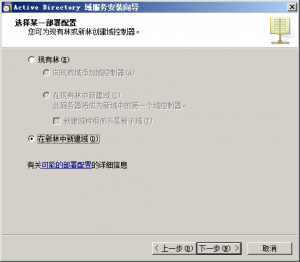 Active Directory 域服务安装向导
选择某一部署配置
您可为现有林或新林创建域控制器。
现有林(E)
向现有域添加域控制器(A)
在现有林中新建域(C)
此服务器将成为新域中的第一个域控制器。
新建域树根而不是新子域(T)
在新林中新建域(D)
有关可能的部署配置的详细信息
< 上一步(B)
下一步(N) >
取消